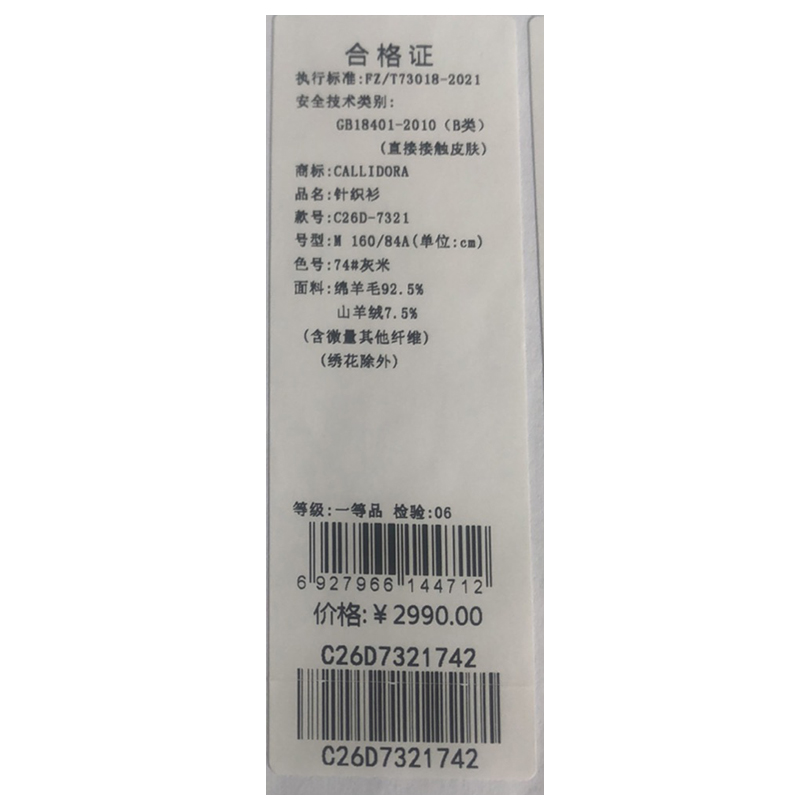 合格证
执行标准:FZ/T73018-2021
安全技术类别:
GB18401-2010（B类）
(直接接触皮肤)
商标:CALLIDORA
品名:针织衫
款号:C26D-7321
号型:M 160/84A(单位:cm)
色号:74#灰米
面料:绵羊毛92.5%
山羊绒7.5%
(含微量其他纤维)
(绣花除外)
等级:一等品 检验:06
6 927966 144712
价格:￥2990.00
C26D7321742
C26D7321742